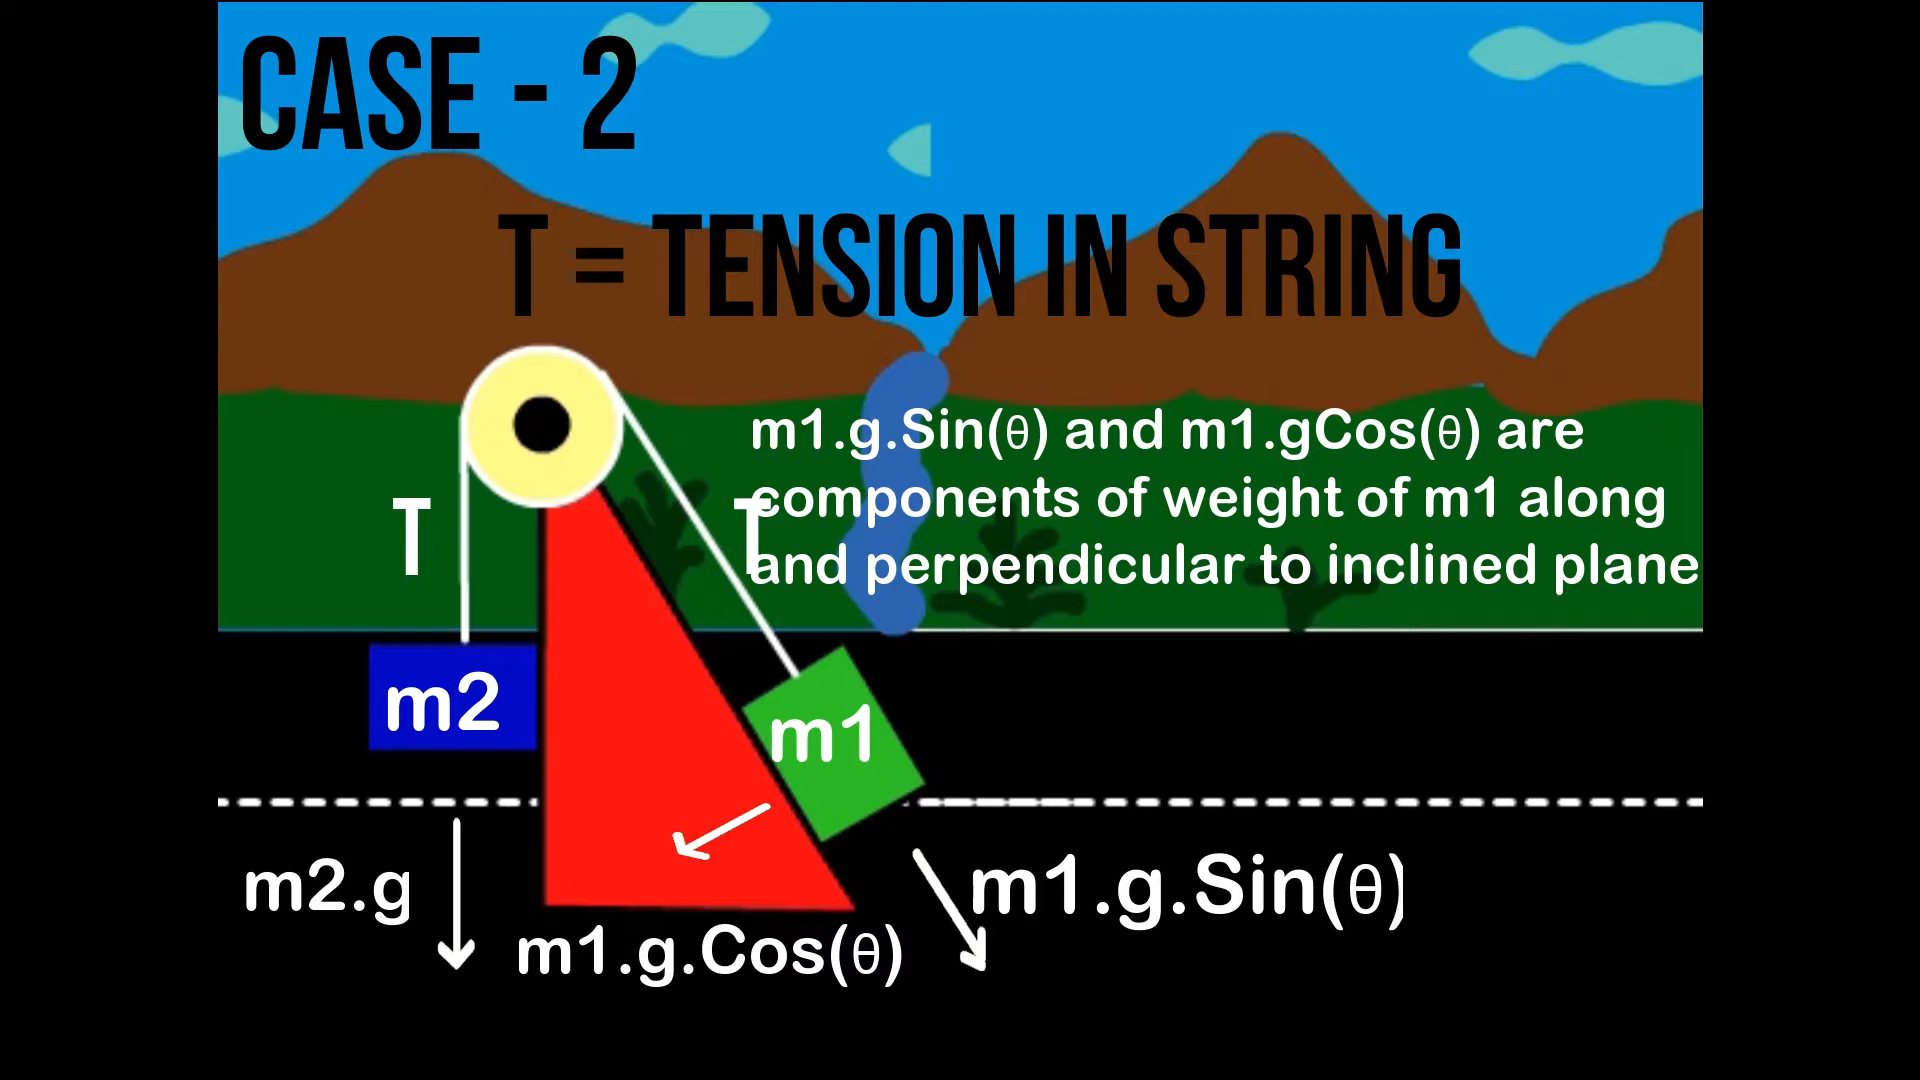 CASE - 2
T = TENSION IN STRING
m1.g.Sin(θ) and m1.gCos(θ) are
components of weight of m1 along
and perpendicular to inclined plane
T
T
m2
m1
m2.g
m1.g.Cos(θ)
m1.g.Sin(θ)